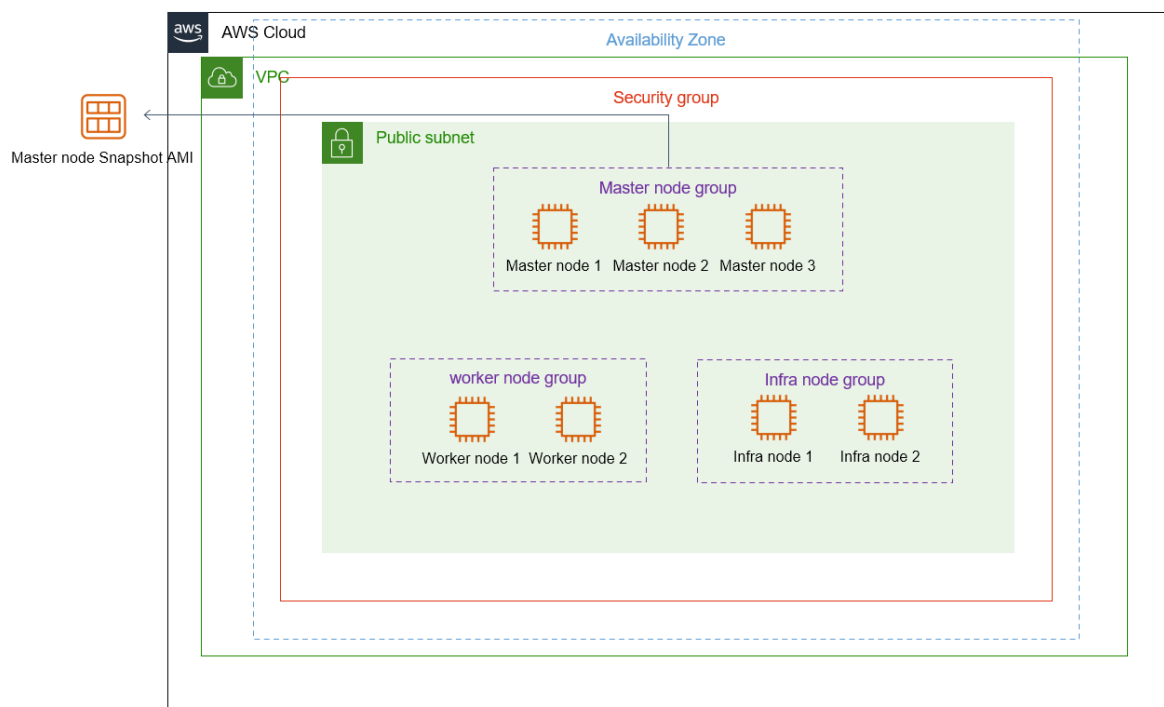 aws
AWS Cloud
Availability Zone
VPC
Security group
Public subnet
Master node Snapshot AMI
Master node group
Master node 1 Master node 2 Master node 3
worker node group
Worker node 1 Worker node 2
Infra node group
Infra node 1 Infra node 2